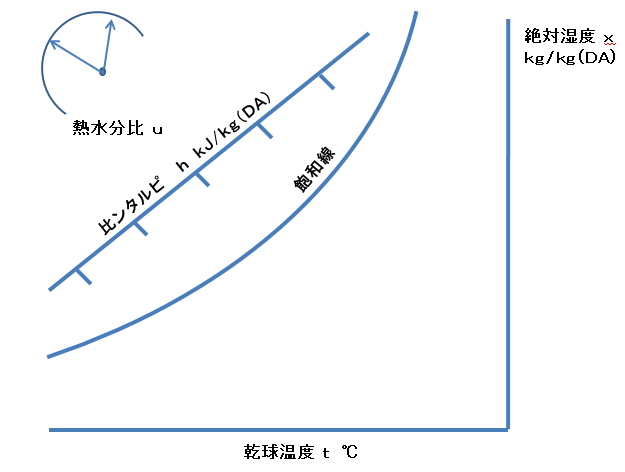 熱水分比 u
比ンタルピ h kJ/kg(DA)
飽和線
絶対湿度 x
kg/kg(DA)
乾球温度 t ℃